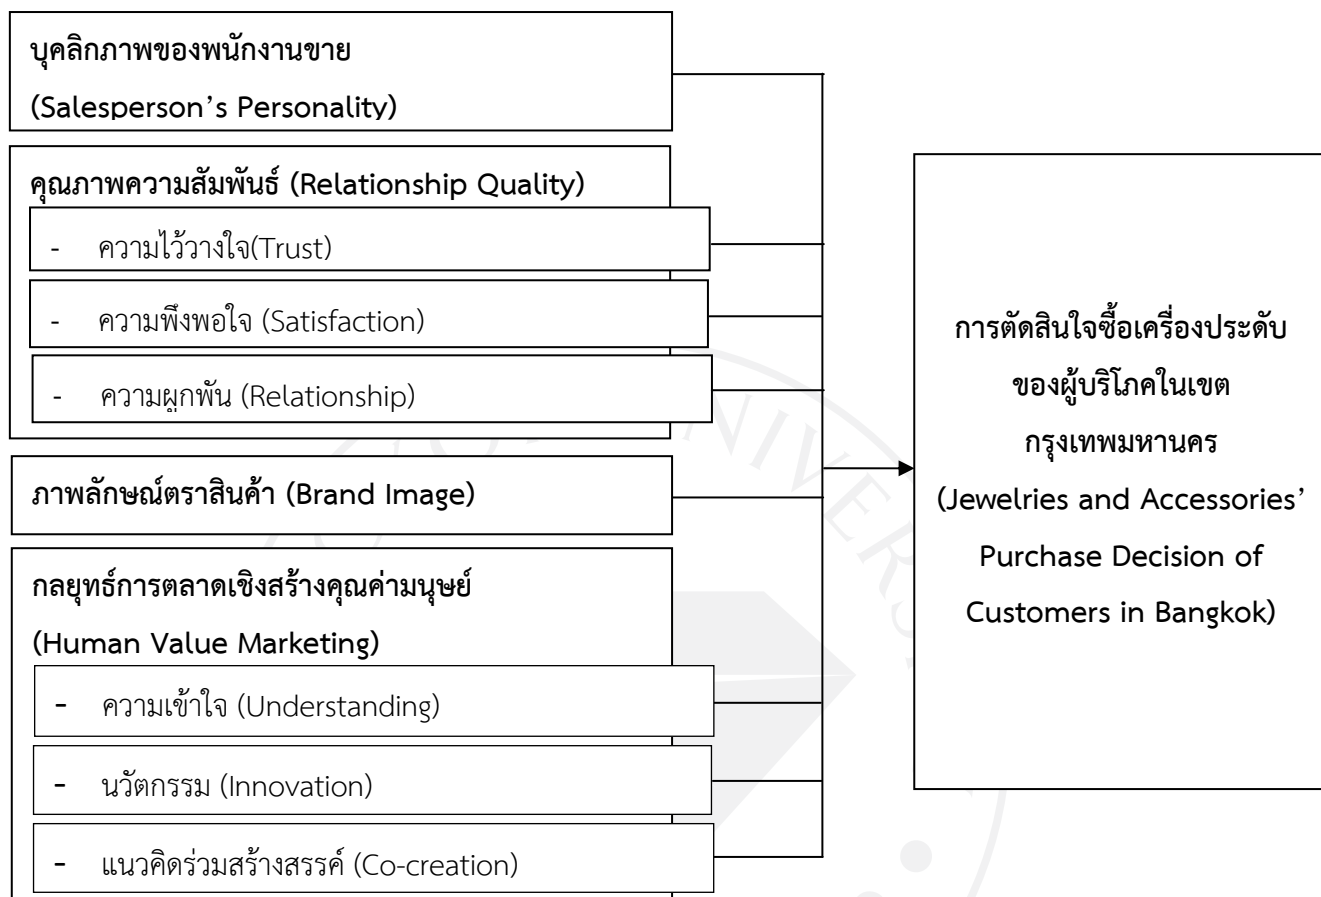 บุคลิกภาพของพนักงานขาย
(Salesperson’s Personality)
คุณภาพความสัมพันธ์ (Relationship Quality)
- ความไว้วางใจ(Trust)
- ความพึงพอใจ (Satisfaction)
- ความผูกพัน (Relationship)
ภาพลักษณ์ตราสินค้า (Brand Image)
กลยุทธ์การตลาดเชิงสร้างคุณค่ามนุษย์
(Human Value Marketing)
- ความเข้าใจ (Understanding)
- นวัตกรรม (Innovation)
- แนวคิดร่วมสร้างสรรค์ (Co-creation)
การตัดสินใจซื้อเครื่องประดับ
ของผู้บริโภคในเขต
กรุงเทพมหานคร
(Jewelries and Accessories’
Purchase Decision of
Customers in Bangkok)